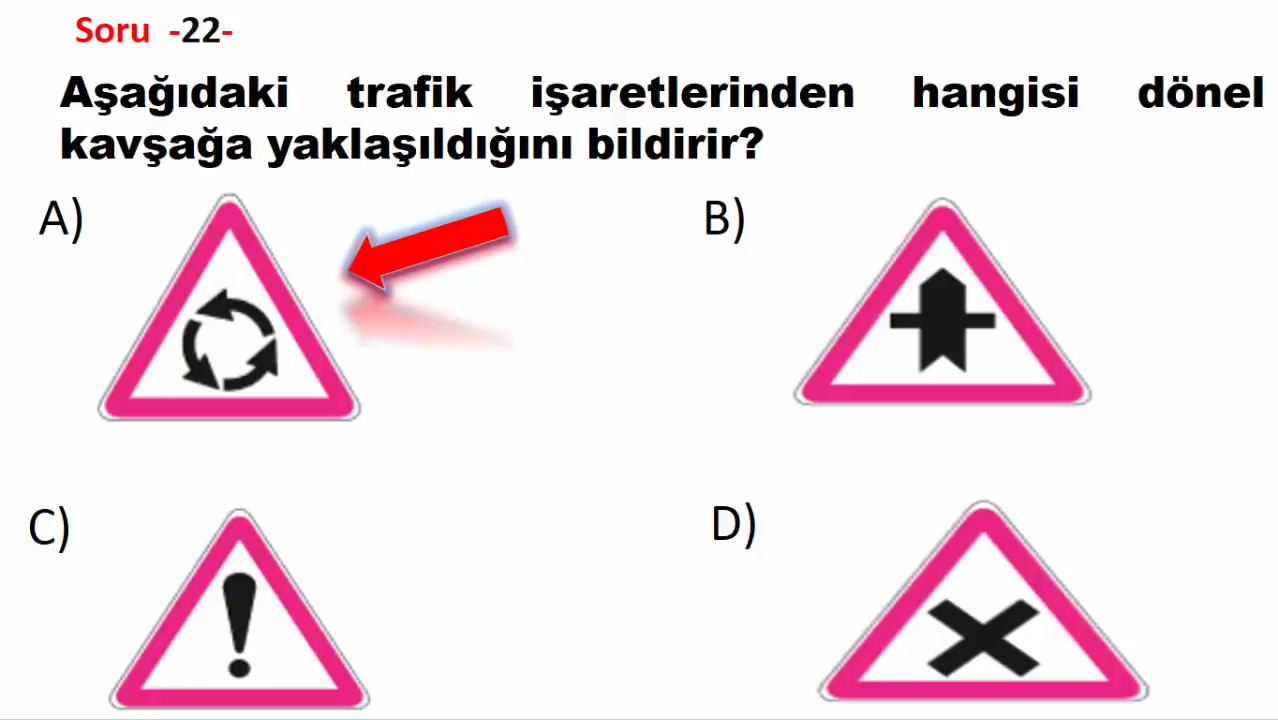 Soru -22-
Aşağıdaki trafik işaretlerinden hangisi dönel
kavşağa yaklaşıldığını bildirir?
A)
B)
C)
D)